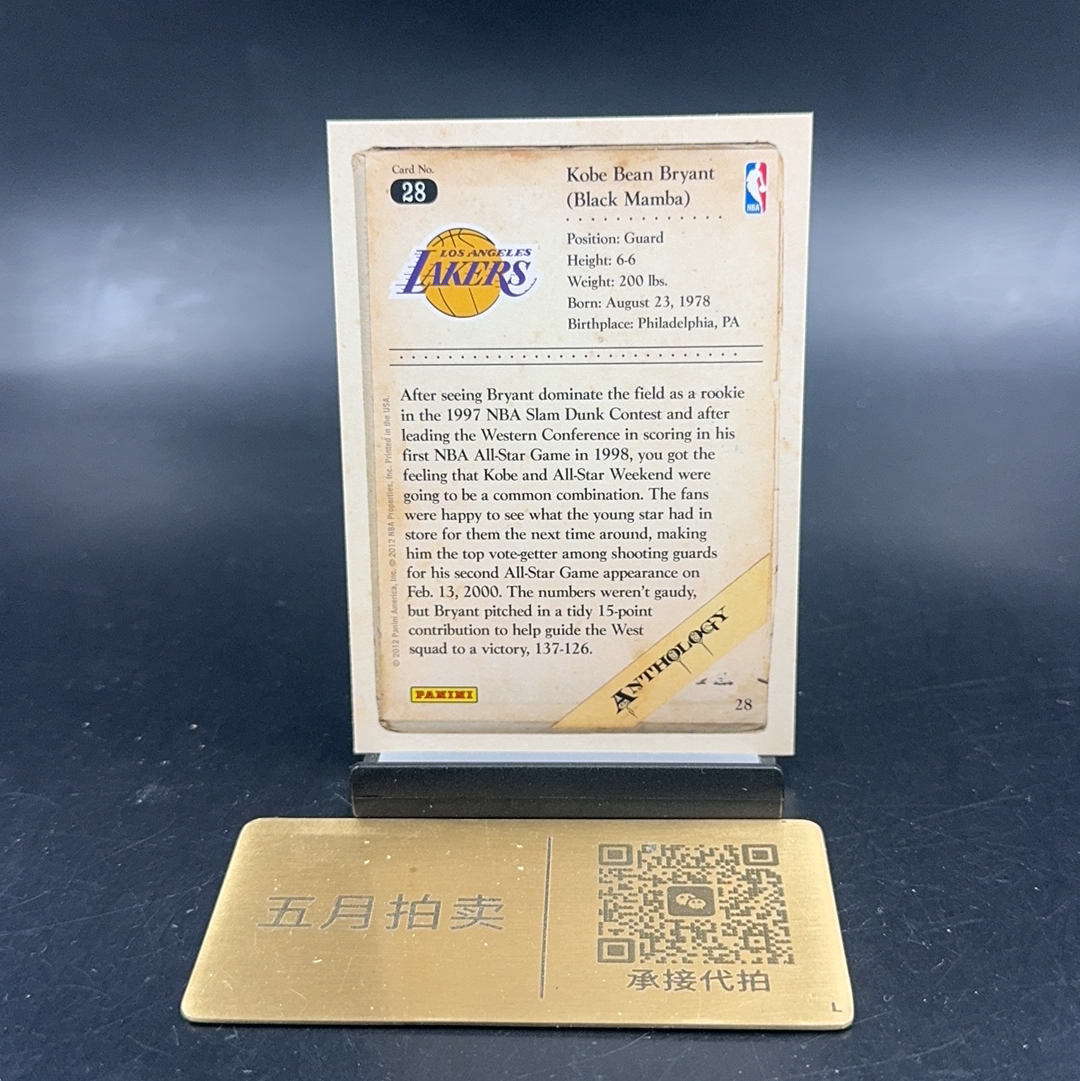 Card No.
28
Kobe Bean Bryant
(Black Mamba)
NBA
LOS ANGELES
LAKERS
Position: Guard
Height: 6-6
Weight: 200 lbs.
Born: August 23, 1978
Birthplace: Philadelphia, PA
After seeing Bryant dominate the field as a rookie
in the 1997 NBA Slam Dunk Contest and after
leading the Western Conference in scoring in his
first NBA All-Star Game in 1998, you got the
feeling that Kobe and All-Star Weekend were
going to be a common combination. The fans
were happy to see what the young star had in
store for them the next time around, making
him the top vote-getter among shooting guards
for his second All-Star Game appearance on
Feb. 13, 2000. The numbers weren't gaudy,
but Bryant pitched in a tidy 15-point
contribution to help guide the West
squad to a victory, 137-126.
© 2012 Panini America, Inc. © 2012 NBA Properties, Inc. Printed in the USA.
PANINI
ANTHOLOGY
28
五月拍卖
承接代拍
L